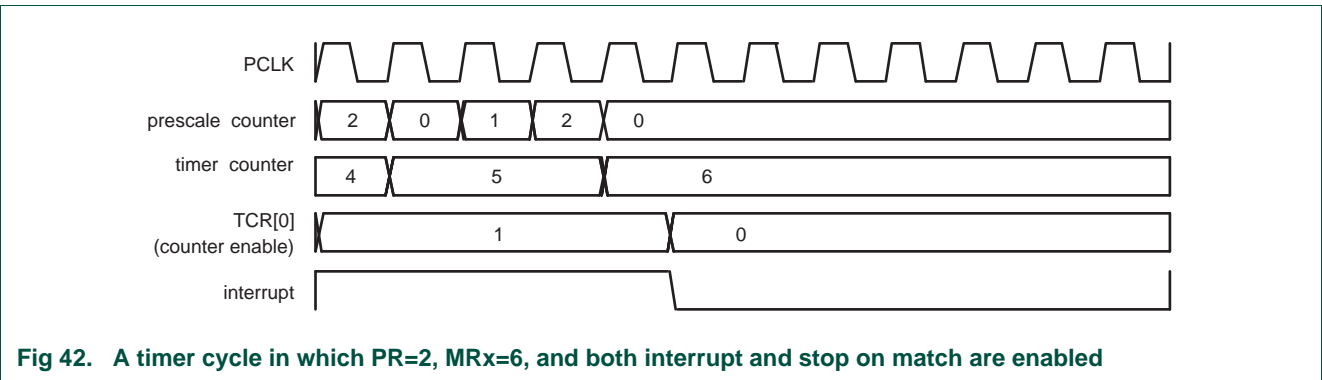 PCLK
prescale counter
2 0 1 2 0
timer counter
4 5 6
TCR[0]
(counter enable)
1 0
interrupt
Fig 42. A timer cycle in which PR=2, MRx=6, and both interrupt and stop on match are enabled